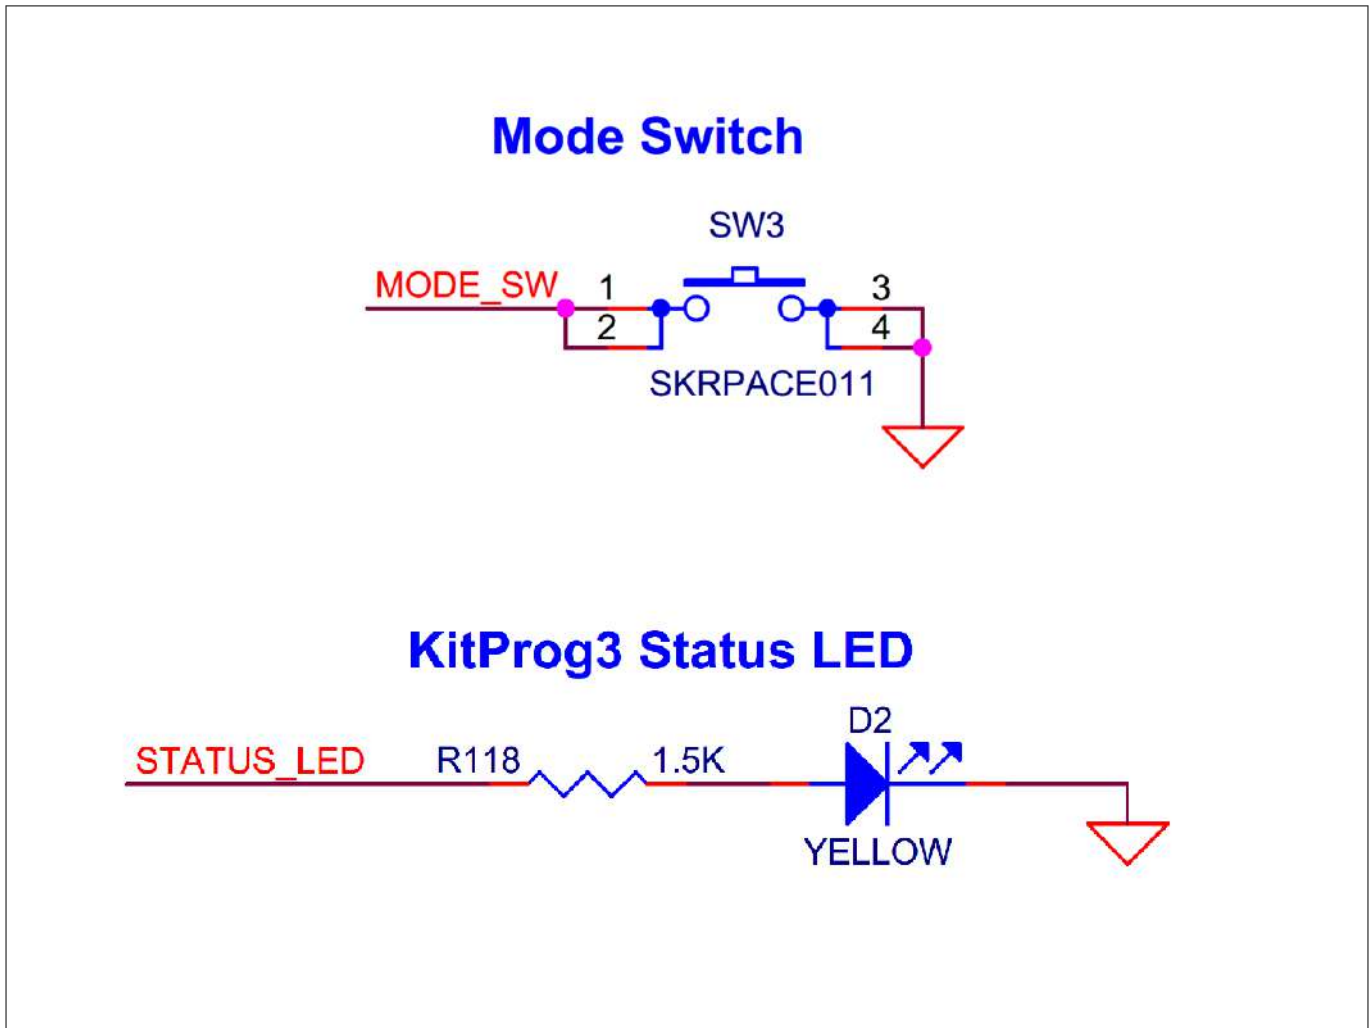 Mode Switch
SW3
MODE_SW 1 3
2 4
SKRPACE011
KitProg3 Status LED
D2
STATUS_LED R118 1.5K
YELLOW